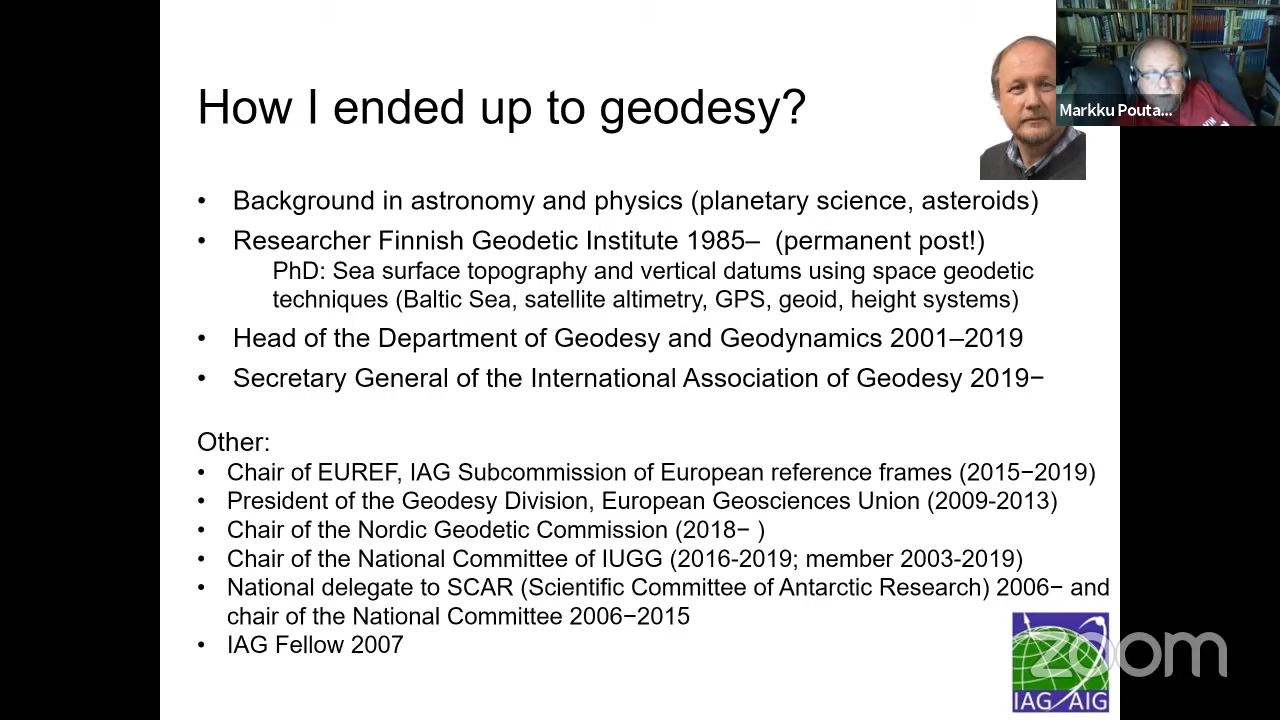 How I ended up to geodesy?
Markku Pouta...
• Background in astronomy and physics (planetary science, asteroids)
• Researcher Finnish Geodetic Institute 1985– (permanent post!)
PhD: Sea surface topography and vertical datums using space geodetic
techniques (Baltic Sea, satellite altimetry, GPS, geoid, height systems)
• Head of the Department of Geodesy and Geodynamics 2001–2019
• Secretary General of the International Association of Geodesy 2019−
Other:
• Chair of EUREF, IAG Subcommission of European reference frames (2015−2019)
• President of the Geodesy Division, European Geosciences Union (2009-2013)
• Chair of the Nordic Geodetic Commission (2018− )
• Chair of the National Committee of IUGG (2016-2019; member 2003-2019)
• National delegate to SCAR (Scientific Committee of Antarctic Research) 2006− and
chair of the National Committee 2006−2015
• IAG Fellow 2007
zoom
IAG AIG